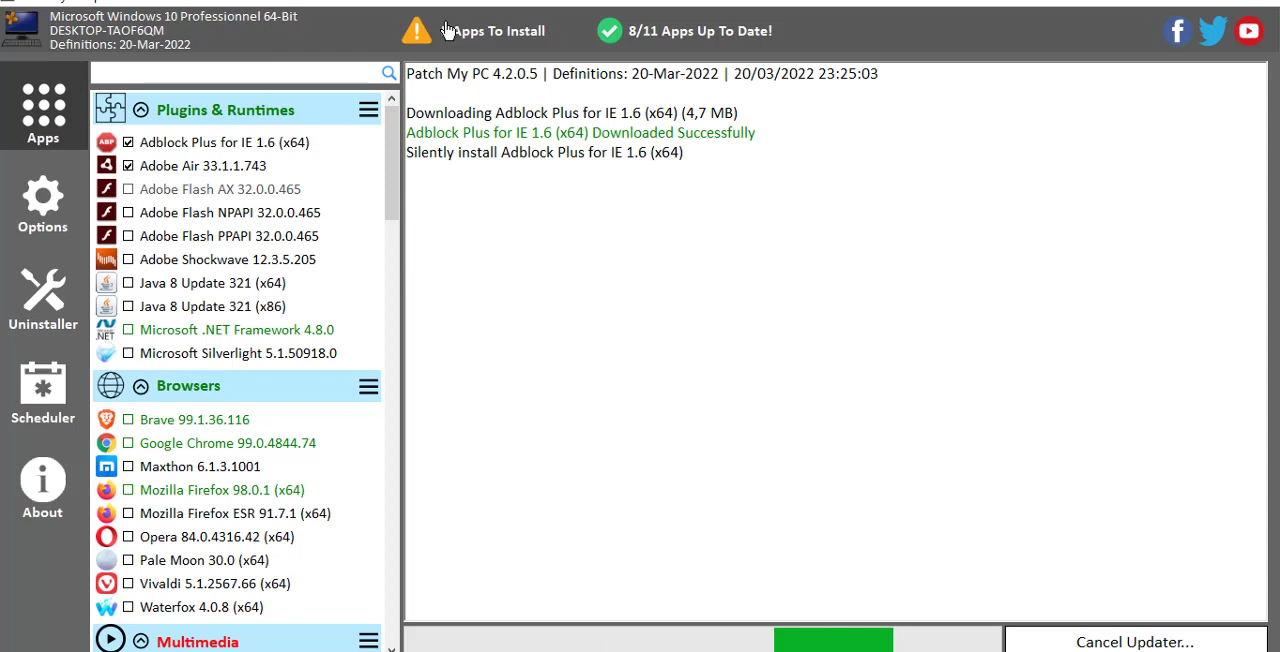 Microsoft Windows 10 Professionnel 64-Bit
DESKTOP-TAOF6QM
Definitions: 20-Mar-2022
Apps To Install
8/11 Apps Up To Date!
Apps
Options
Uninstaller
Scheduler
About
Plugins & Runtimes
Adblock Plus for IE 1.6 (x64)
Adobe Air 33.1.1.743
Adobe Flash AX 32.0.0.465
Adobe Flash NPAPI 32.0.0.465
Adobe Flash PPAPI 32.0.0.465
Adobe Shockwave 12.3.5.205
Java 8 Update 321 (x64)
Java 8 Update 321 (x86)
Microsoft .NET Framework 4.8.0
Microsoft Silverlight 5.1.50918.0
Browsers
Brave 99.1.36.116
Google Chrome 99.0.4844.74
Maxthon 6.1.3.1001
Mozilla Firefox 98.0.1 (x64)
Mozilla Firefox ESR 91.7.1 (x64)
Opera 84.0.4316.42 (x64)
Pale Moon 30.0 (x64)
Vivaldi 5.1.2567.66 (x64)
Waterfox 4.0.8 (x64)
Multimedia
Patch My PC 4.2.0.5 | Definitions: 20-Mar-2022 | 20/03/2022 23:25:03
Downloading Adblock Plus for IE 1.6 (x64) (4,7 MB)
Adblock Plus for IE 1.6 (x64) Downloaded Successfully
Silently install Adblock Plus for IE 1.6 (x64)
Cancel Updater...